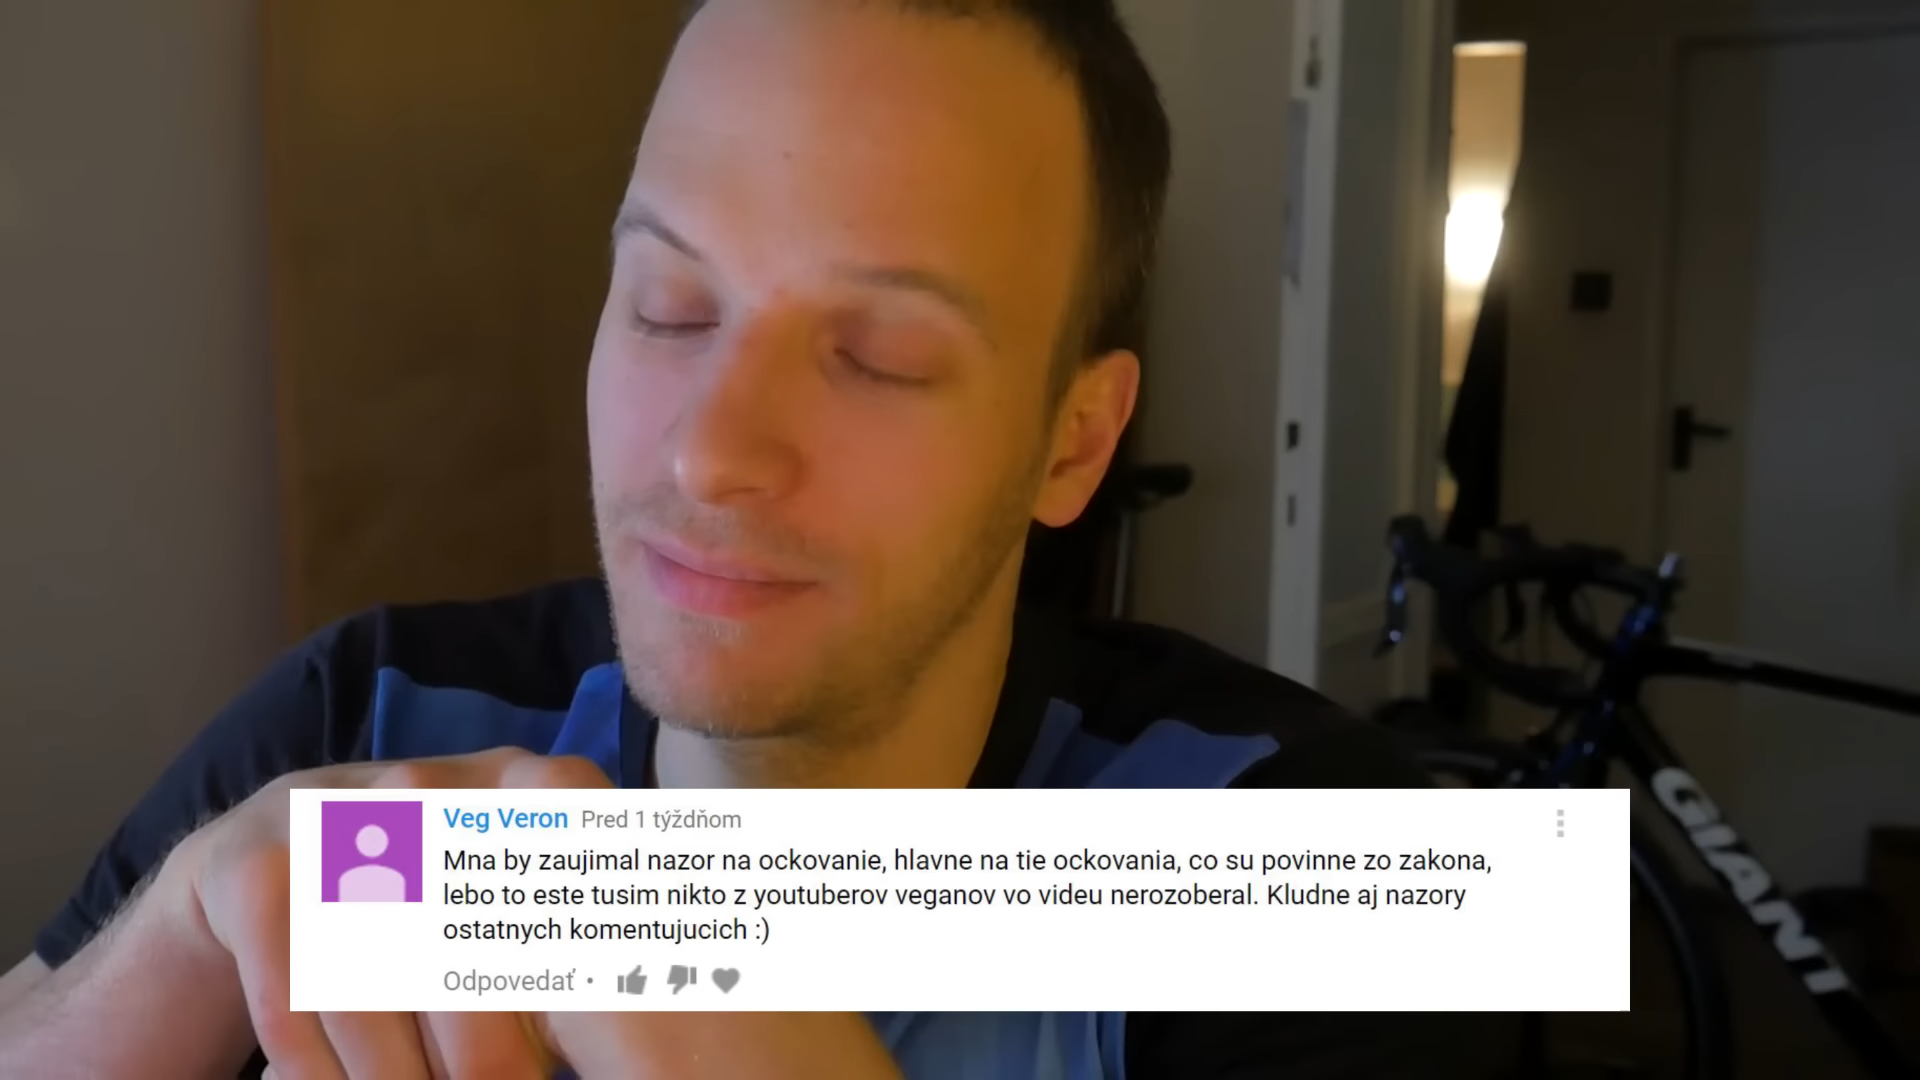 Veg Veron Pred 1 týždňom
Mna by zaujimal nazor na ockovanie, hlavne na tie ockovania, co su povinne zo zakona,
lebo to este tusim nikto z youtuberov veganov vo videu nerozoberal. Kludne aj nazory
ostatnych komentujucich :)
Odpovedať •
GIANT